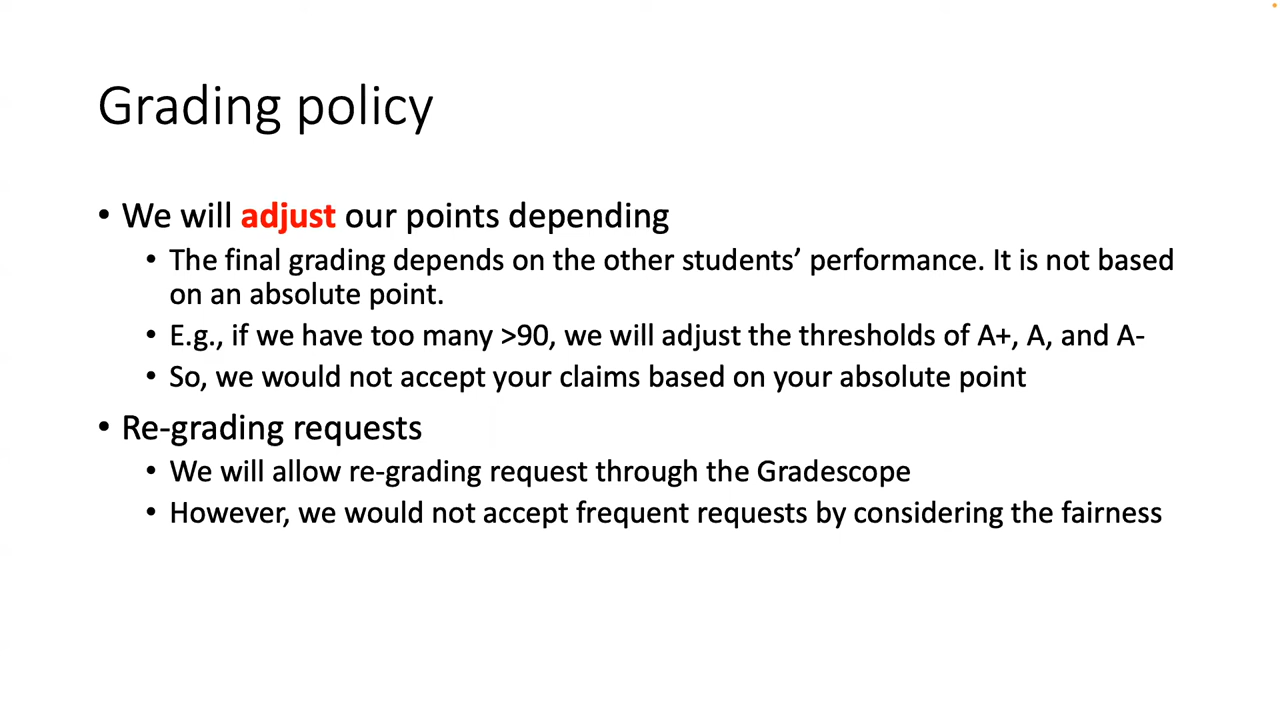 Grading policy
• We will adjust our points depending
• The final grading depends on the other students’ performance. It is not based
on an absolute point.
• E.g., if we have too many >90, we will adjust the thresholds of A+, A, and A-
• So, we would not accept your claims based on your absolute point
• Re-grading requests
• We will allow re-grading request through the Gradescope
• However, we would not accept frequent requests by considering the fairness